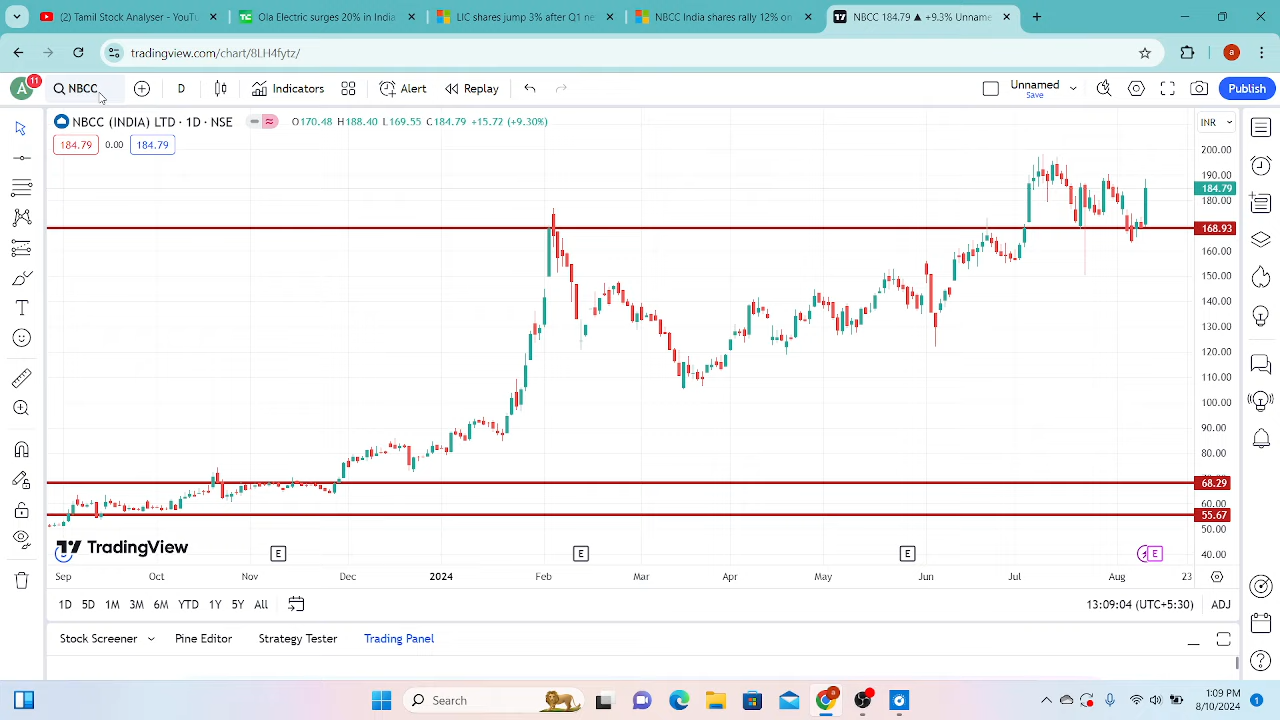 (2) Tamil Stock Zone - YouTu
Ola Electric surges 20% in India
LIC shares jump 3% after Q1 ne
NBCC India shares rally 12% on
NBCC 184.79 ▲ +9.3% Unname
tradingview.com/chart/8LH4fytz/
a
A
11
NBCC
D
Indicators
Alert
Replay
Unnamed
Save
Publish
NBCC (INDIA) LTD · 1D · NSE
O170.48 H188.40 L169.55 C184.79 +15.72 (+9.30%)
INR
184.79
0.00
184.79
200.00
190.00
184.79
180.00
168.93
160.00
150.00
140.00
130.00
120.00
110.00
100.00
90.00
80.00
68.29
60.00
55.67
50.00
40.00
TradingView
E
E
E
E
Sep
Oct
Nov
Dec
2024
Feb
Mar
Apr
May
Jun
Jul
Aug
23
1D
5D
1M
3M
6M
YTD
1Y
5Y
All
13:09:04 (UTC+5:30)
ADJ
Stock Screener
Pine Editor
Strategy Tester
Trading Panel
Search
1:09 PM
8/10/2024